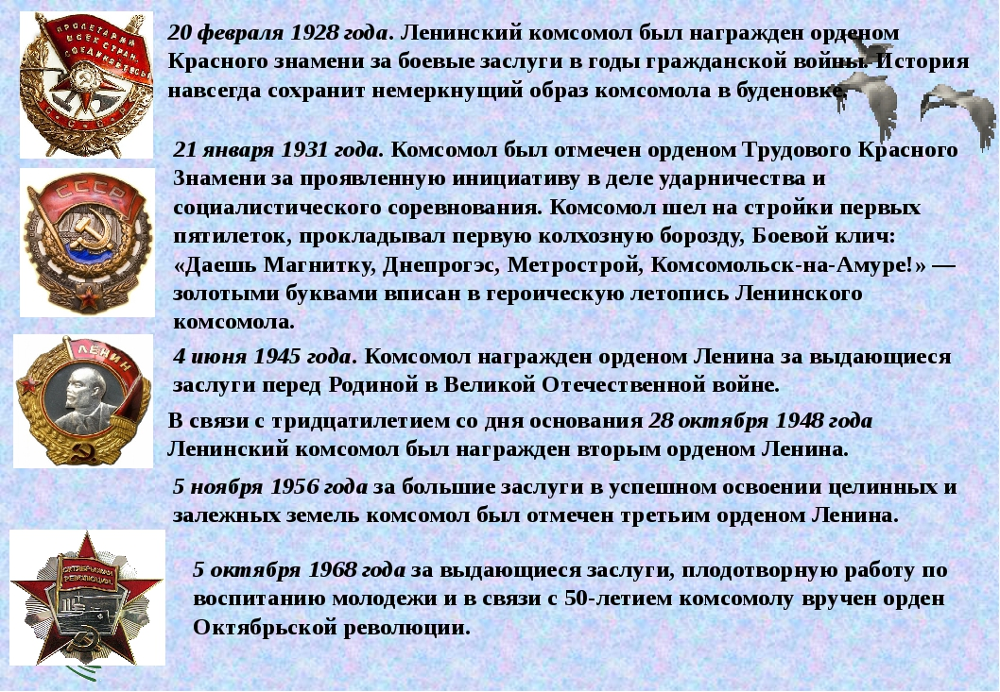 20 февраля 1928 года. Ленинский комсомол был награжден орденом
Красного знамени за боевые заслуги в годы гражданской войны. История
навсегда сохранит немеркнущий образ комсомола в буденовке.
ПРОЛЕТАРИИ
ВСЕХ СТРАН,
СОЕДИНЯЙТЕСЬ!
С. С. С. Р.
21 января 1931 года. Комсомол был отмечен орденом Трудового Красного
Знамени за проявленную инициативу в деле ударничества и
социалистического соревнования. Комсомол шел на стройки первых
пятилеток, прокладывал первую колхозную борозду, Боевой клич:
«Даешь Магнитку, Днепрогэс, Метрострой, Комсомольск-на-Амуре!» —
золотыми буквами вписан в героическую летопись Ленинского
комсомола.
СССР
4 июня 1945 года. Комсомол награжден орденом Ленина за выдающиеся
заслуги перед Родиной в Великой Отечественной войне.
ЛЕНИН
В связи с тридцатилетием со дня основания 28 октября 1948 года
Ленинский комсомол был награжден вторым орденом Ленина.
5 ноября 1956 года за большие заслуги в успешном освоении целинных и
залежных земель комсомол был отмечен третьим орденом Ленина.
5 октября 1968 года за выдающиеся заслуги, плодотворную работу по
воспитанию молодежи и в связи с 50-летием комсомолу вручен орден
Октябрьской революции.
ОКТЯБРЬСКАЯ
РЕВОЛЮЦИЯ